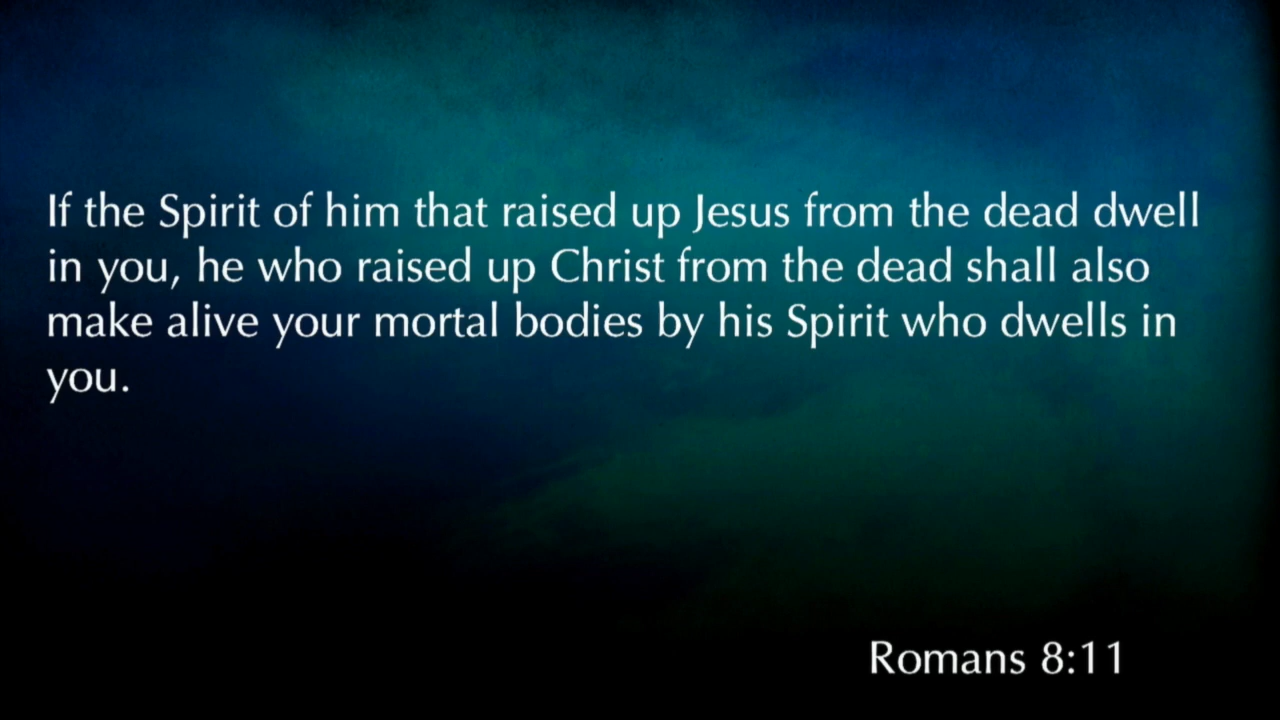 If the Spirit of him that raised up Jesus from the dead dwell
in you, he who raised up Christ from the dead shall also
make alive your mortal bodies by his Spirit who dwells in
you.
Romans 8:11